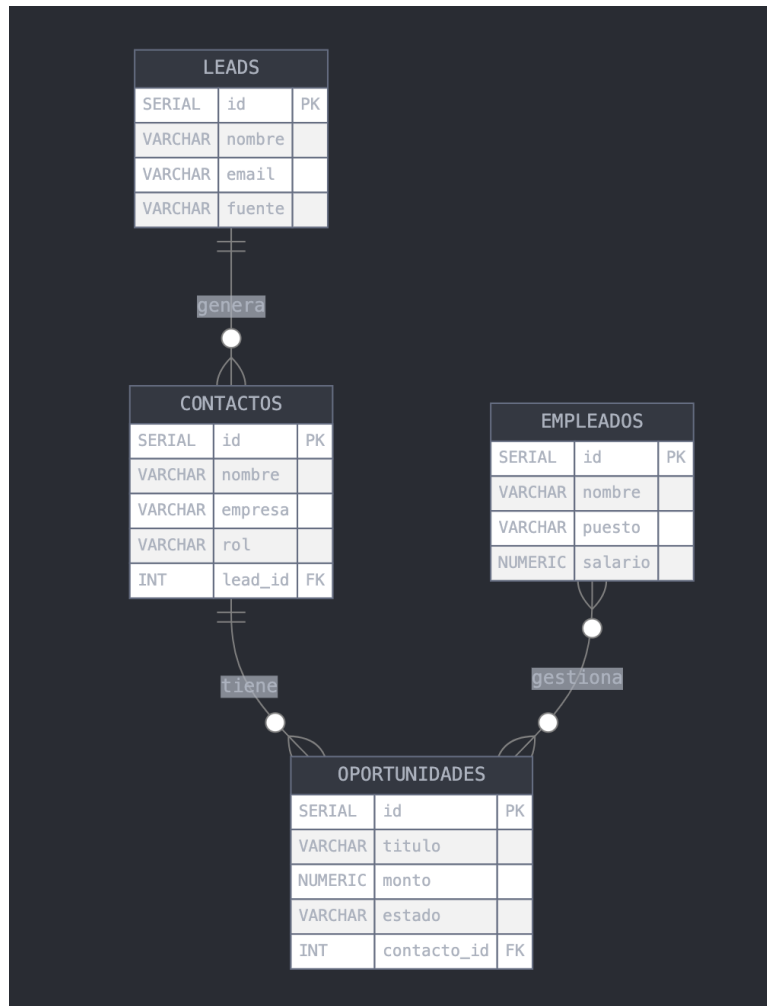 LEADS
SERIAL id PK
VARCHAR nombre
VARCHAR email
VARCHAR fuente
genera
CONTACTOS
SERIAL id PK
VARCHAR nombre
VARCHAR empresa
VARCHAR rol
INT lead_id FK
EMPLEADOS
SERIAL id PK
VARCHAR nombre
VARCHAR puesto
NUMERIC salario
tiene
gestiona
OPORTUNIDADES
SERIAL id PK
VARCHAR titulo
NUMERIC monto
VARCHAR estado
INT contacto_id FK